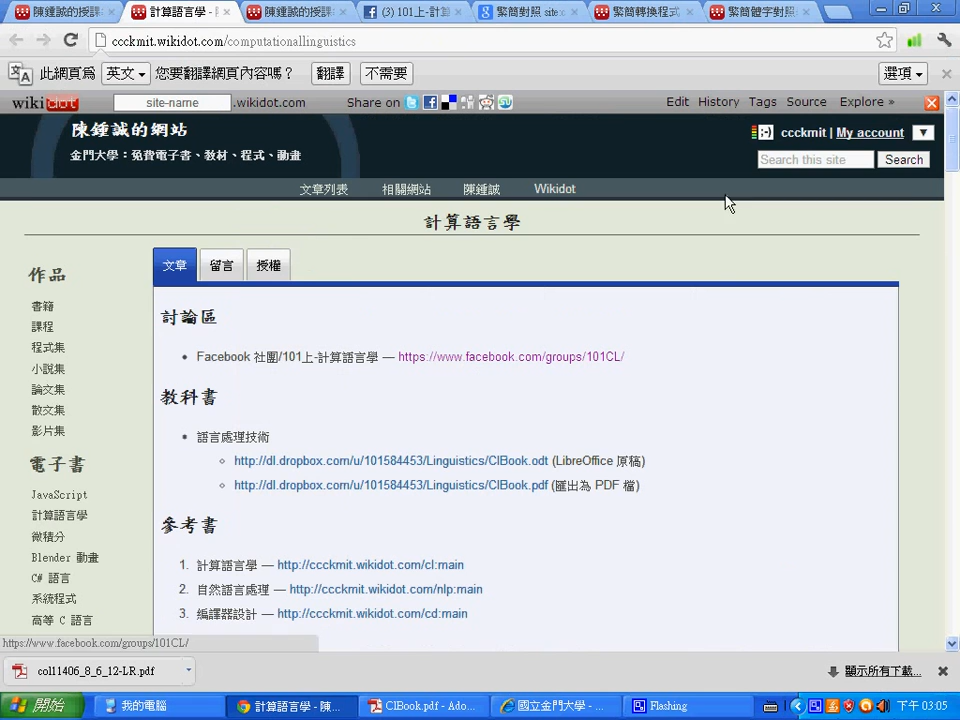 陳鍾誠的授課
計算語言學 -
陳鍾誠的授課
(3) 101上-計
繁簡對照 site:
繁簡轉換程式
繁簡體字對照
ccckmit.wikidot.com/computationallinguistics
此網頁為 英文 您要翻譯網頁內容嗎？ 翻譯 不需要 選項
wikidot site-name .wikidot.com Share on Edit History Tags Source Explore »
陳鍾誠的網站
金門大學：免費電子書、教材、程式、動畫
ccckmit | My account
Search this site Search
文章列表 相關網站 陳鍾誠 Wikidot
計算語言學
作品
書籍
課程
程式集
小說集
論文集
散文集
影片集
電子書
JavaScript
計算語言學
微積分
Blender 動畫
C# 語言
系統程式
高等 C 語言
文章 留言 授權
討論區
• Facebook 社團/101上-計算語言學 — https://www.facebook.com/groups/101CL/
教科書
• 語言處理技術
◦ http://dl.dropbox.com/u/101584453/Linguistics/ClBook.odt (LibreOffice 原稿)
◦ http://dl.dropbox.com/u/101584453/Linguistics/ClBook.pdf (匯出為 PDF 檔)
參考書
1. 計算語言學 — http://ccckmit.wikidot.com/cl:main
2. 自然語言處理 — http://ccckmit.wikidot.com/nlp:main
3. 編譯器設計 — http://ccckmit.wikidot.com/cd:main
https://www.facebook.com/groups/101CL/
col11406_8_6_12-LR.pdf 顯示所有下載...
開始 我的電腦 計算語言學 - 陳... ClBook.pdf - Ado... 國立金門大學 - ... Flashing 下午 03:05